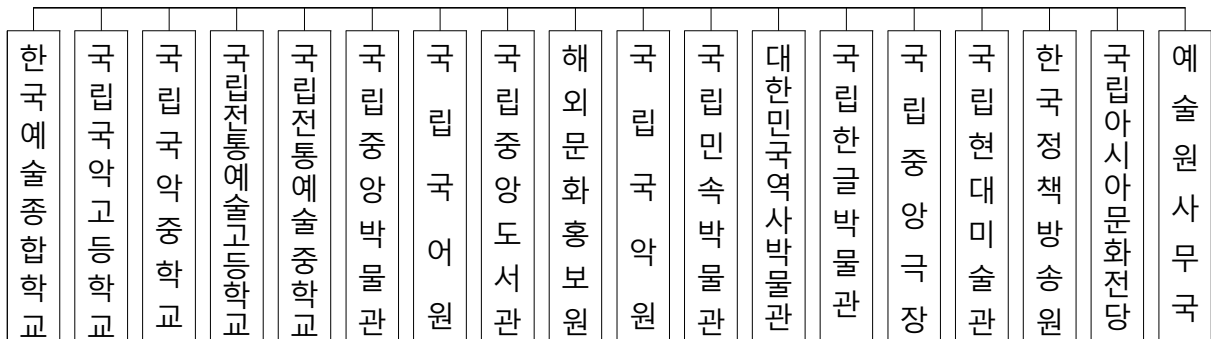 한국예술종합학교
국립국악고등학교
국립국악중학교
국립전통예술고등학교
국립전통예술중학교
국립중앙박물관
국립국어원
국립중앙도서관
해외문화홍보원
국립국악원
국립민속박물관
대한민국역사박물관
국립한글박물관
국립중앙극장
국립현대미술관
한국정책방송원
국립아시아문화전당
예술원사무국